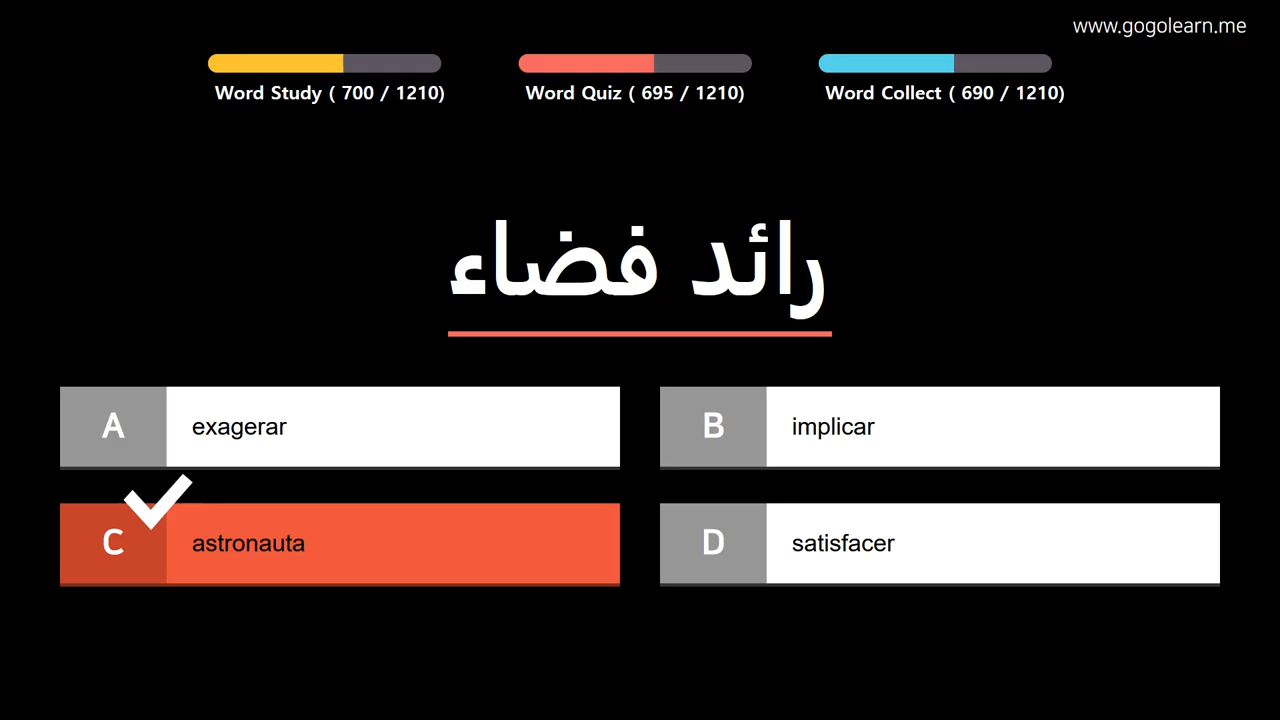 www.gogolearn.me
Word Study ( 700 / 1210)
Word Quiz ( 695 / 1210)
Word Collect ( 690 / 1210)
رائد فضاء
A
exagerar
B
implicar
C
astronauta
D
satisfacer